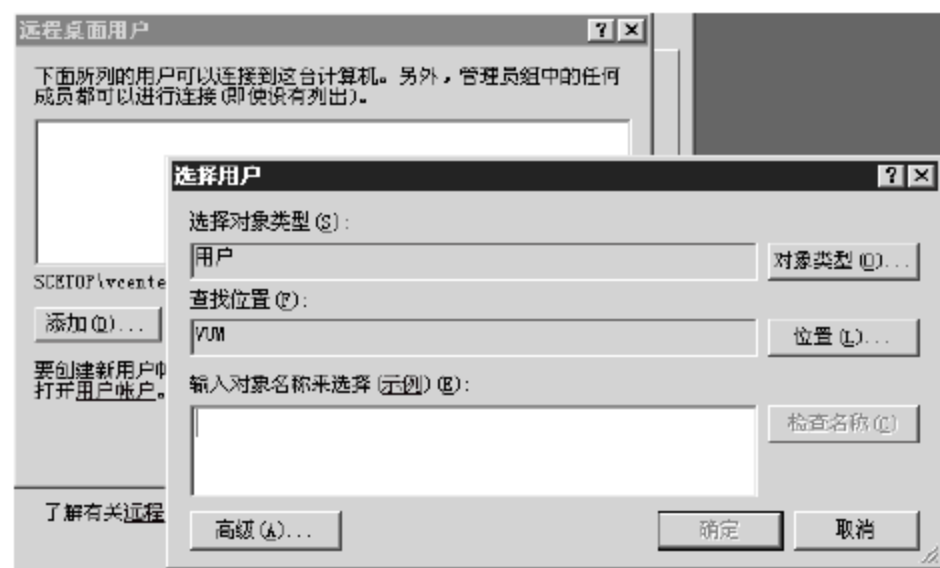 远程桌面用户
下面所列的用户可以连接到这台计算机。另外，管理员组中的任何
成员都可以进行连接(即使没有列出)。
选择用户
选择对象类型(S):
用户
对象类型(O)...
SCETOP\vcente
查找位置(F):
VUM
位置(L)...
添加(D)...
要创建新用户帐
打开用户帐户。
输入对象名称来选择(示例)(E):
检查名称(C)
了解有关远程
高级(A)...
确定
取消